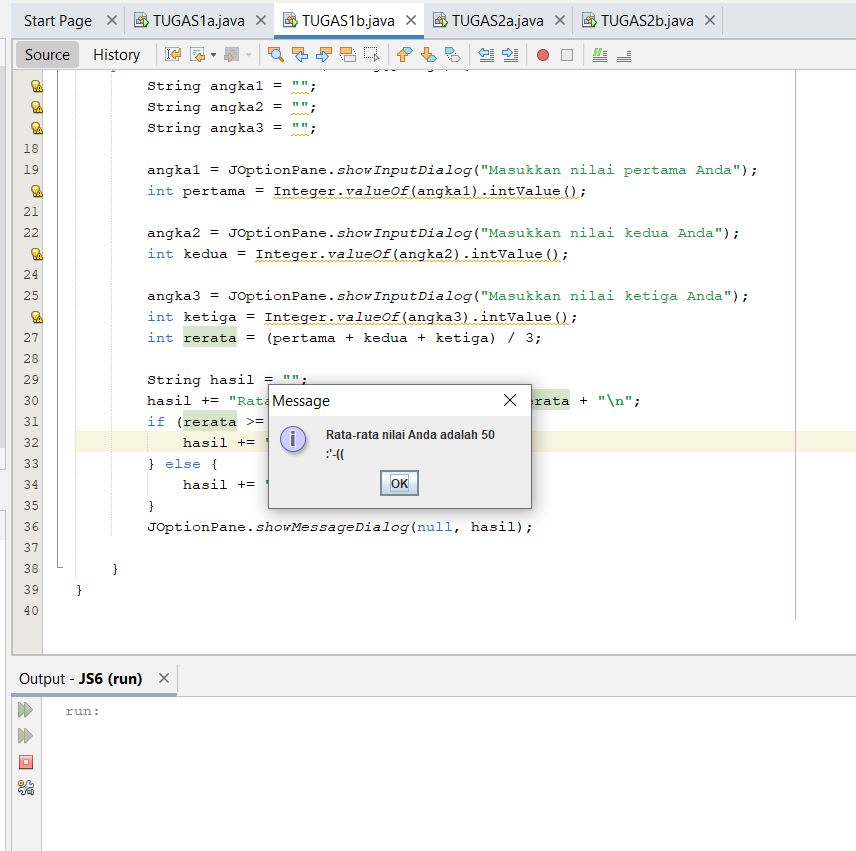 Start Page TUGAS1a.java TUGAS1b.java TUGAS2a.java TUGAS2b.java
Source History
String angka1 = "";
String angka2 = "";
String angka3 = "";
18
19 angka1 = JOptionPane.showInputDialog("Masukkan nilai pertama Anda");
int pertama = Integer.valueOf(angka1).intValue();
21
22 angka2 = JOptionPane.showInputDialog("Masukkan nilai kedua Anda");
int kedua = Integer.valueOf(angka2).intValue();
24
25 angka3 = JOptionPane.showInputDialog("Masukkan nilai ketiga Anda");
int ketiga = Integer.valueOf(angka3).intValue();
27 int rerata = (pertama + kedua + ketiga) / 3;
28
29 String hasil = "";
30 hasil += "Rata erata + "\n";
31 if (rerata >=
32 hasil += "
33 } else {
34 hasil += "
35 }
36 JOptionPane.showMessageDialog(null, hasil);
37
38 }
39 }
40
Message
Rata-rata nilai Anda adalah 50
:'-((
OK
Output - JS6 (run)
run: